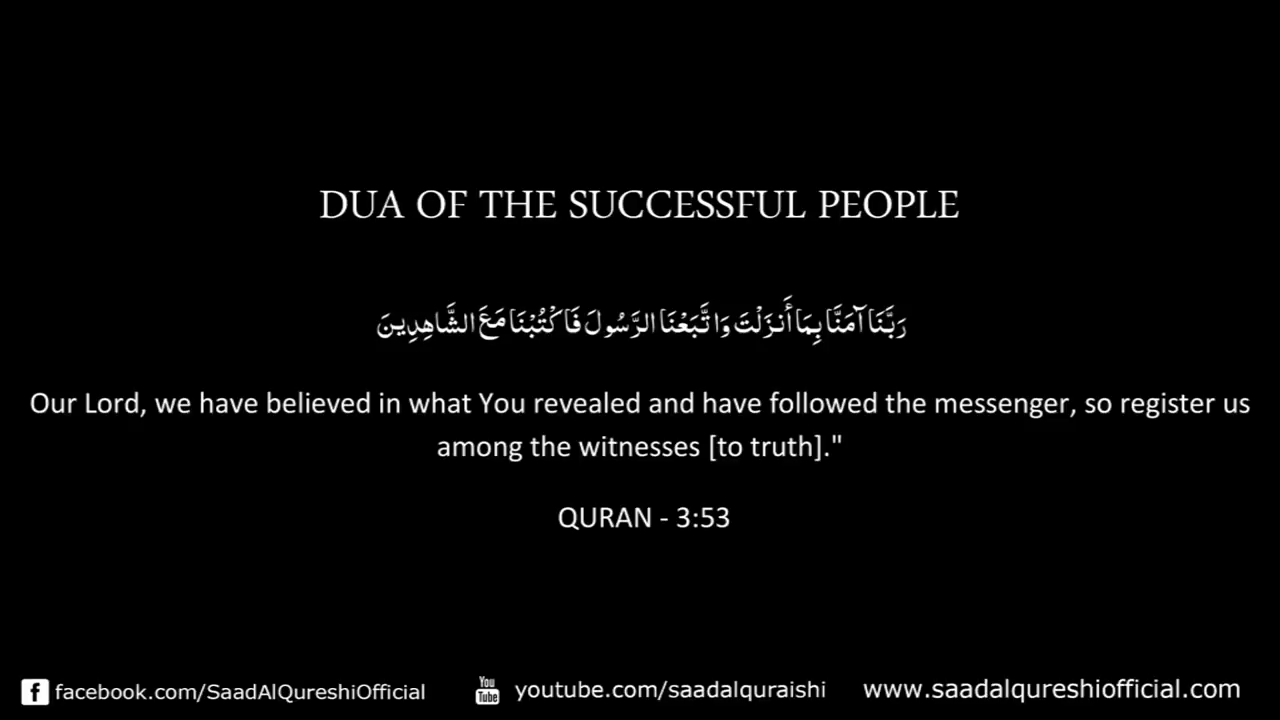 DUA OF THE SUCCESSFUL PEOPLE
رَبَّنَا آمَنَّا بِمَا أَنزَلْتَ وَاتَّبَعْنَا الرَّسُولَ فَاكْتُبْنَا مَعَ الشَّاهِدِينَ
Our Lord, we have believed in what You revealed and have followed the messenger, so register us
among the witnesses [to truth]."
QURAN - 3:53
f facebook.com/SaadAlQureshiOfficial You Tube youtube.com/saadalquraishi www.saadalqureshiofficial.com